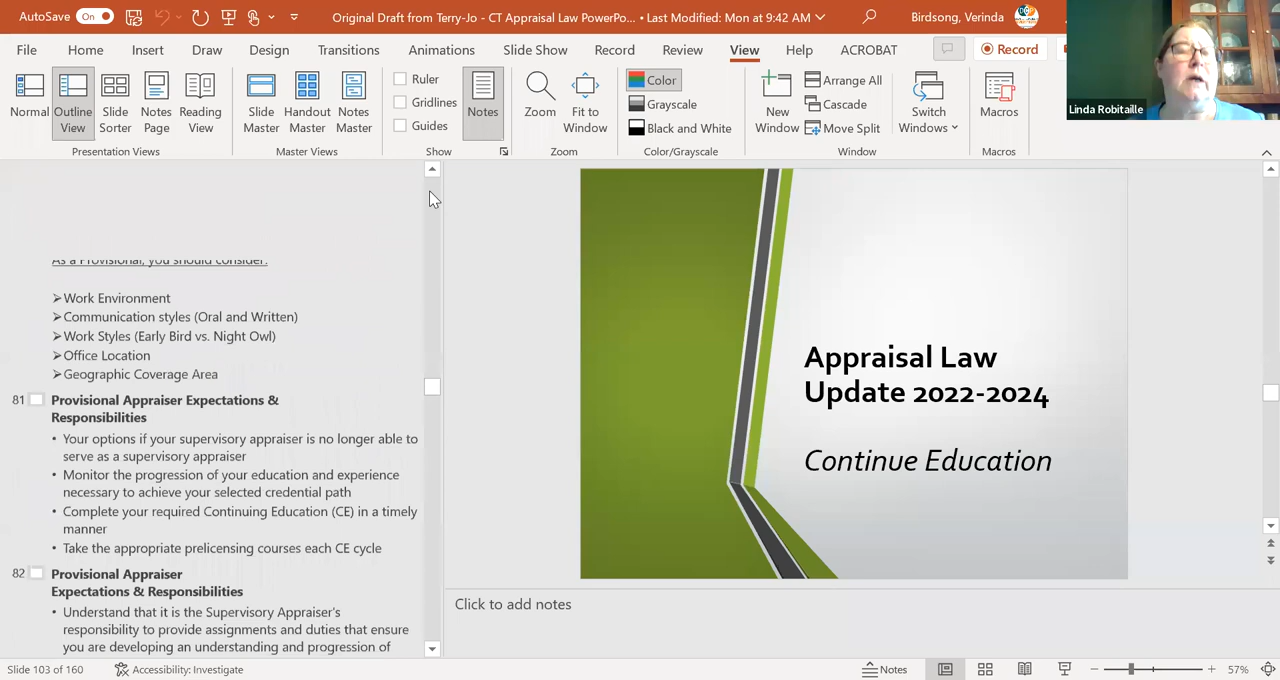 AutoSave On Original Draft from Terry-Jo - CT Appraisal Law PowerPo... • Last Modified: Mon at 9:42 AM Birdsong, Verinda
File Home Insert Draw Design Transitions Animations Slide Show Record Review View Help ACROBAT Record
Normal Outline View Slide Sorter Notes Page Reading View
Presentation Views
Slide Master Handout Master Notes Master
Master Views
Ruler
Gridlines
Guides
Notes
Show
Zoom Fit to Window
Zoom
Color
Grayscale
Black and White
Color/Grayscale
New Window
Arrange All
Cascade
Move Split
Switch Windows
Window
Macros
Macros
Linda Robitaille
As a Provisional, you should consider:
➢Work Environment
➢Communication styles (Oral and Written)
➢Work Styles (Early Bird vs. Night Owl)
➢Office Location
➢Geographic Coverage Area
81 Provisional Appraiser Expectations &
Responsibilities
• Your options if your supervisory appraiser is no longer able to
serve as a supervisory appraiser
• Monitor the progression of your education and experience
necessary to achieve your selected credential path
• Complete your required Continuing Education (CE) in a timely
manner
• Take the appropriate prelicensing courses each CE cycle
82 Provisional Appraiser
Expectations & Responsibilities
• Understand that it is the Supervisory Appraiser's
responsibility to provide assignments and duties that ensure
you are developing an understanding and progression of
Appraisal Law
Update 2022-2024
Continue Education
Click to add notes
Slide 103 of 160 Accessibility: Investigate Notes 57%